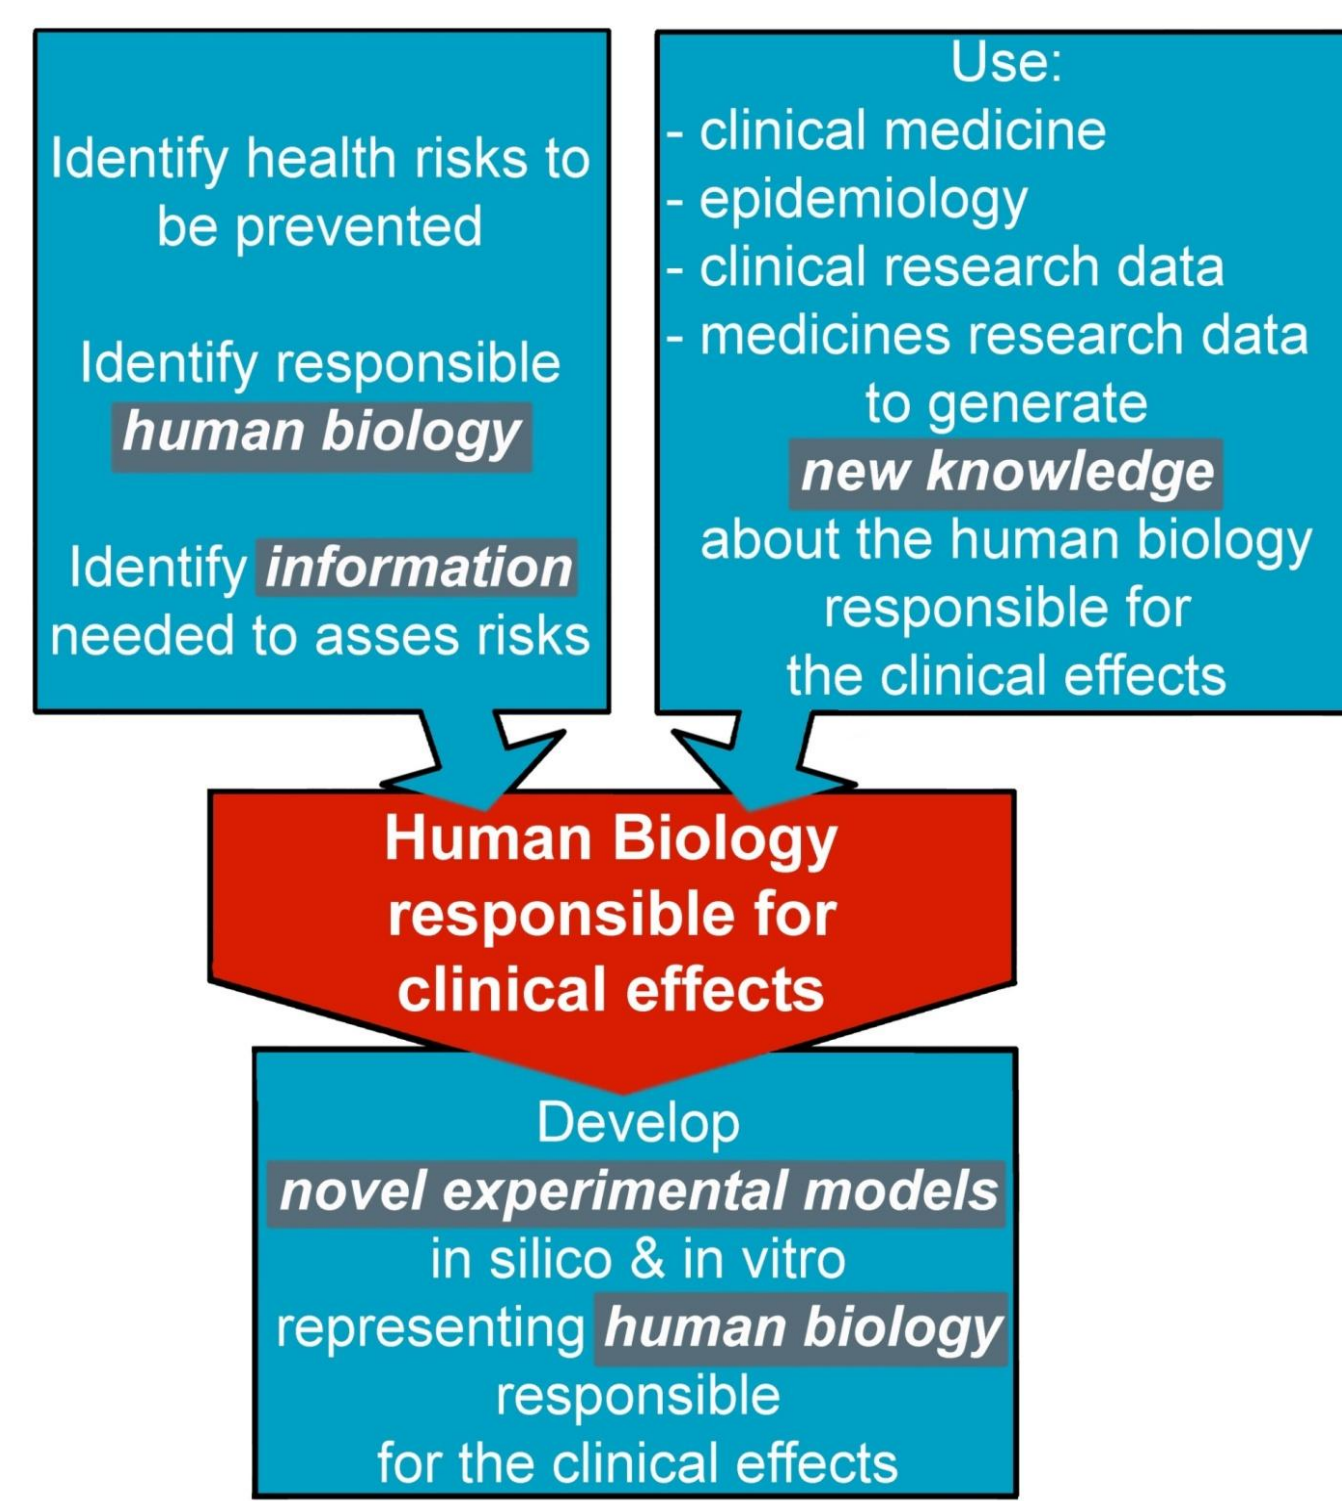 Identify health risks to
be prevented
Identify responsible
human biology
Identify information
needed to asses risks
Use:
- clinical medicine
- epidemiology
- clinical research data
- medicines research data
to generate
new knowledge
about the human biology
responsible for
the clinical effects
Human Biology
responsible for
clinical effects
Develop
novel experimental models
in silico & in vitro
representing human biology
responsible
for the clinical effects